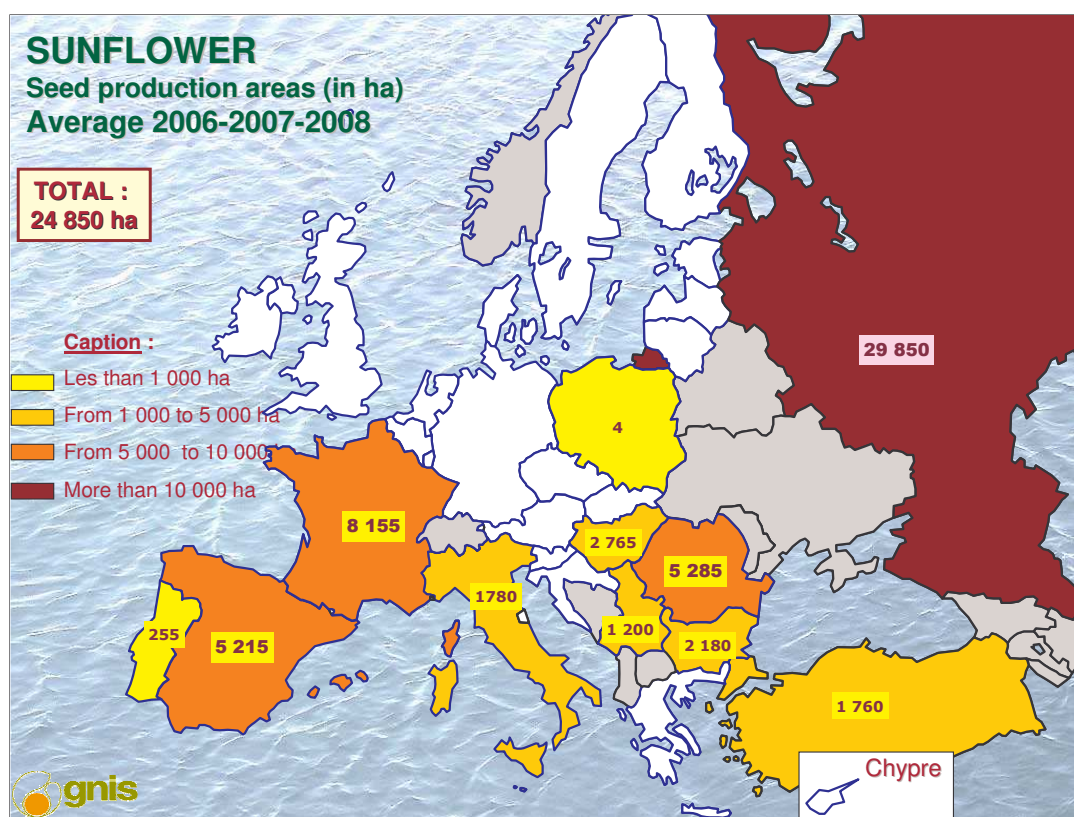 SUNFLOWER
Seed production areas (in ha)
Average 2006-2007-2008
TOTAL :
24 850 ha
Caption :
Less than 1 000 ha
From 1 000 to 5 000 ha
From 5 000 to 10 000
More than 10 000 ha
29 850
4
8 155
2 765
5 285
1780
255
5 215
1 200
2 180
1 760
Chypre
gnis